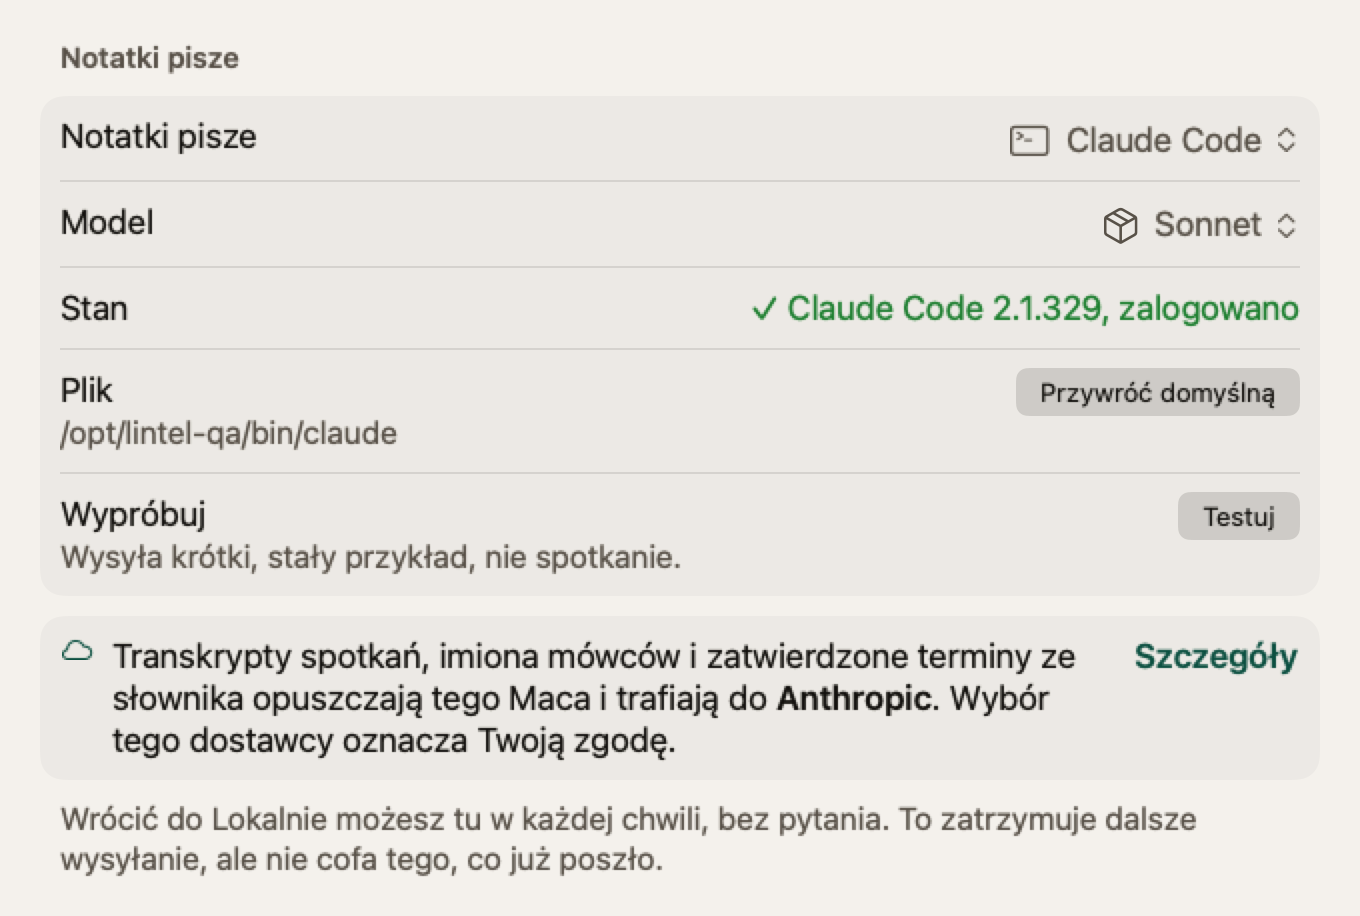 Notatki pisze
Notatki pisze
Claude Code
Model
Sonnet
Stan
✓ Claude Code 2.1.329, zalogowano
Plik
Przywróć domyślną
/opt/lintel-qa/bin/claude
Wypróbuj
Testuj
Wysyła krótki, stały przykład, nie spotkanie.
Transkrypty spotkań, imiona mówców i zatwierdzone terminy ze
Szczegóły
słownika opuszczają tego Maca i trafiają do Anthropic. Wybór
tego dostawcy oznacza Twoją zgodę.
Wrócić do Lokalnie możesz tu w każdej chwili, bez pytania. To zatrzymuje dalsze
wysyłanie, ale nie cofa tego, co już poszło.